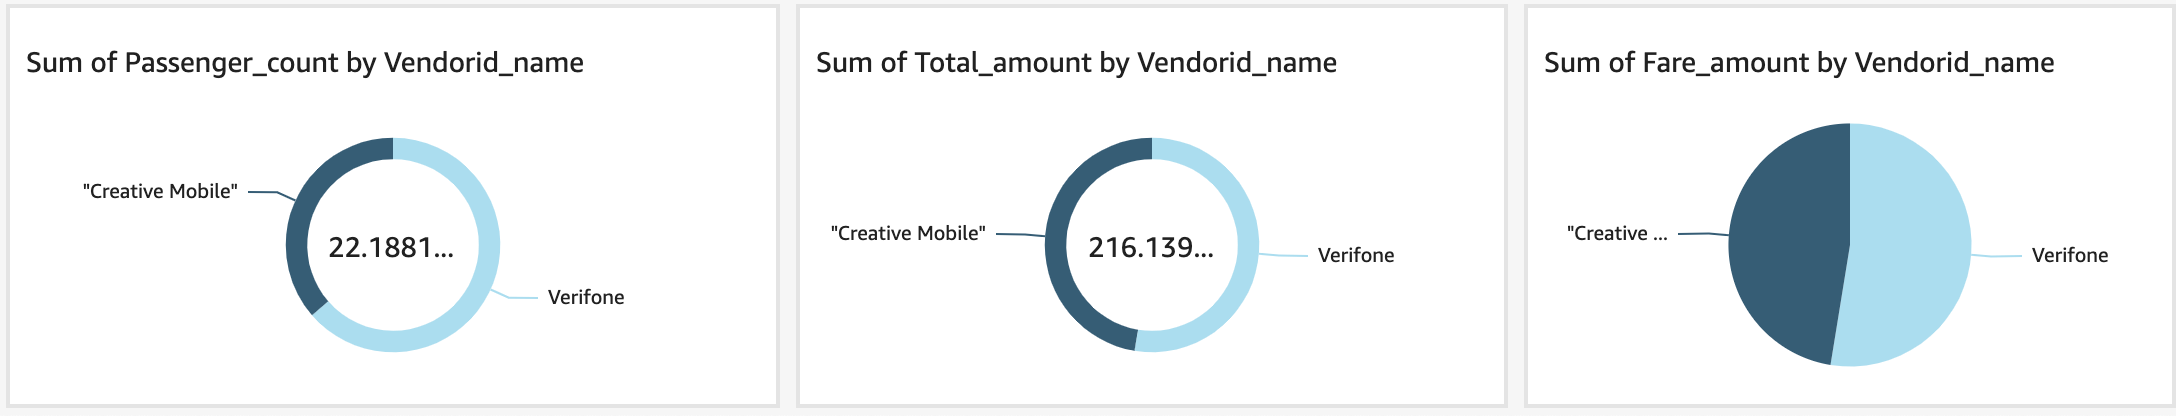 Sum of Passenger_count by Vendorid_name
"Creative Mobile"
22.1881...
Verifone
Sum of Total_amount by Vendorid_name
"Creative Mobile"
216.139...
Verifone
Sum of Fare_amount by Vendorid_name
"Creative ...
Verifone